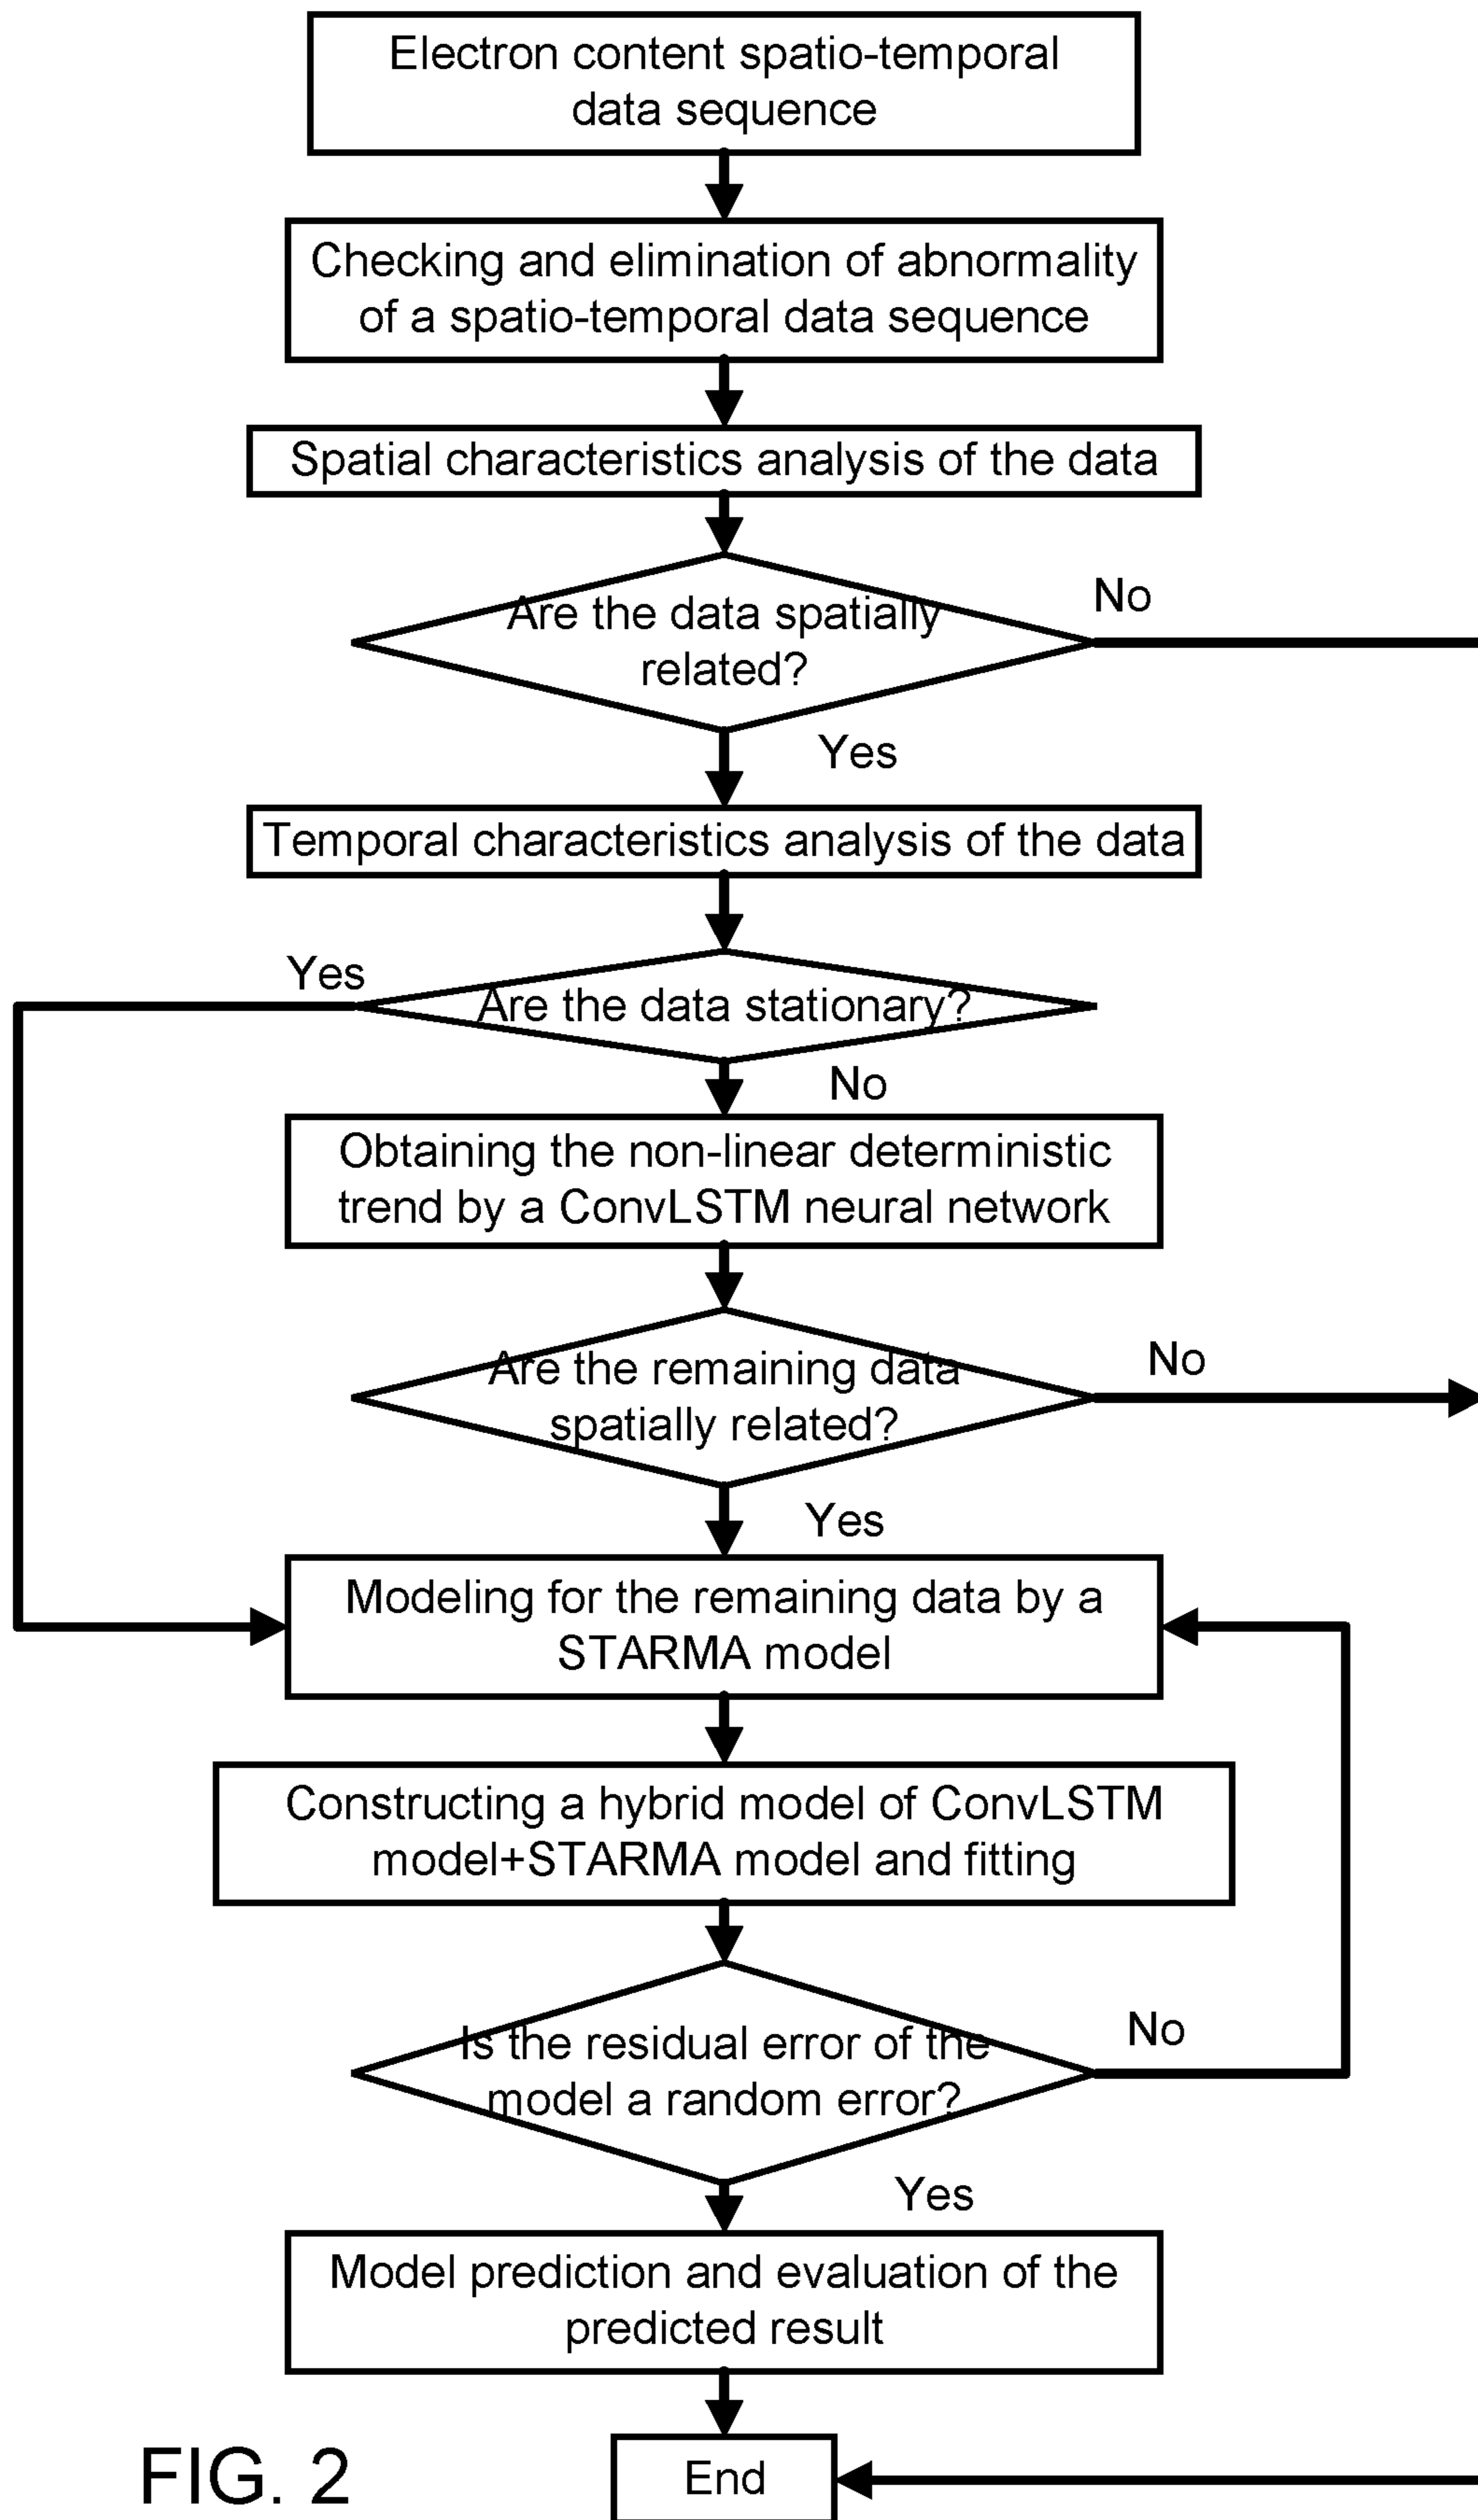 Electron content spatio-temporal
data sequence
Checking and elimination of abnormality
of a spatio-temporal data sequence
Spatial characteristics analysis of the data
Are the data spatially
related?
No
Yes
Temporal characteristics analysis of the data
Yes
Are the data stationary?
No
Obtaining the non-linear deterministic
trend by a ConvLSTM neural network
Are the remaining data
spatially related?
No
Yes
Modeling for the remaining data by a
STARMA model
Constructing a hybrid model of ConvLSTM
model+STARMA model and fitting
Is the residual error of the
model a random error?
No
Yes
Model prediction and evaluation of the
predicted result
End
FIG. 2